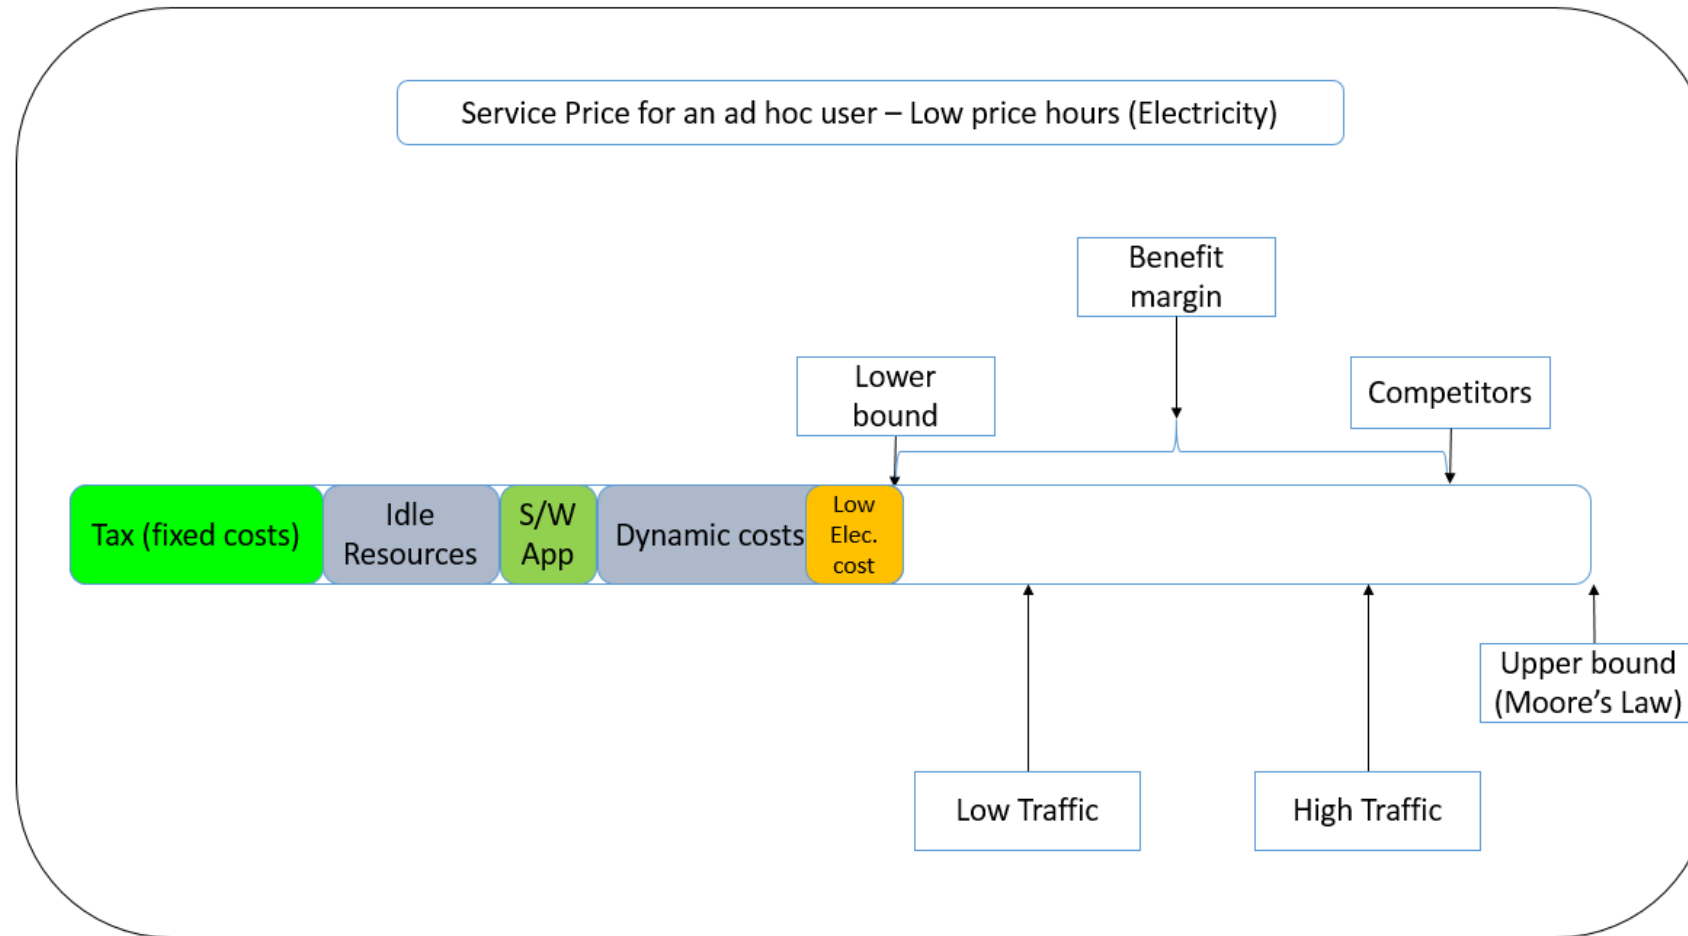 Service Price for an ad hoc user – Low price hours (Electricity)
Benefit
margin
Lower
bound
Competitors
Tax (fixed costs)
Idle
Resources
S/W
App
Dynamic costs
Low
Elec.
cost
Upper bound
(Moore’s Law)
Low Traffic
High Traffic